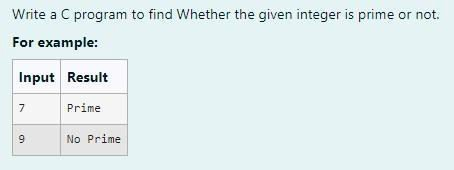 Write a C program to find Whether the given integer is prime or not.
For example:
Input Result
7 Prime
9 No Prime